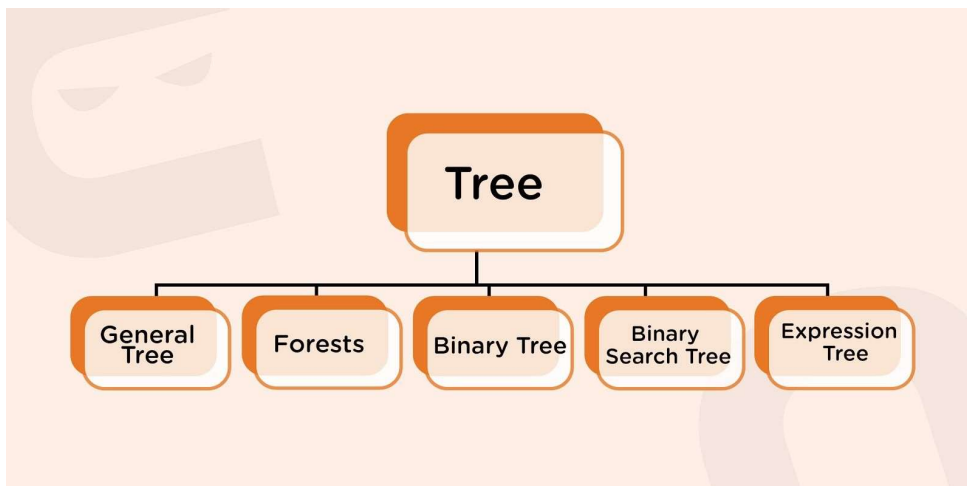 Tree
General
Tree
Forests
Binary Tree
Binary
Search Tree
Expression
Tree